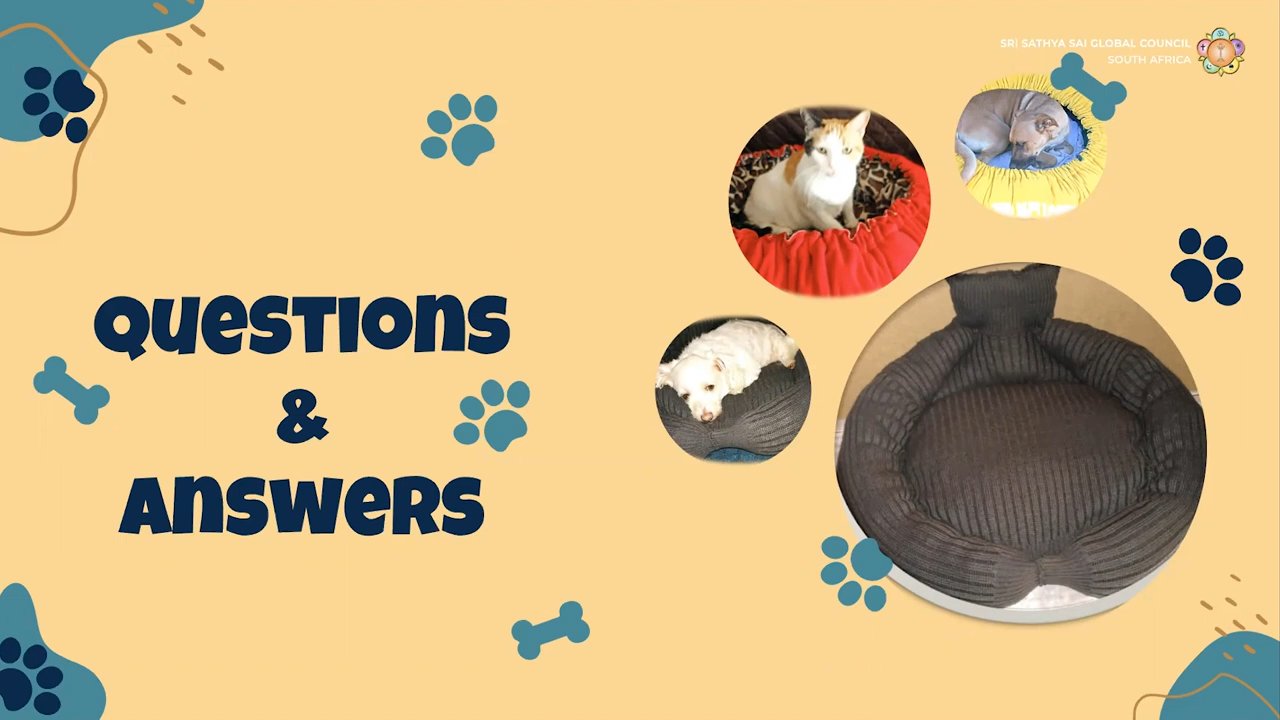 SRI SATHYA SAI GLOBAL COUNCIL
SOUTH AFRICA
Questions
&
Answers